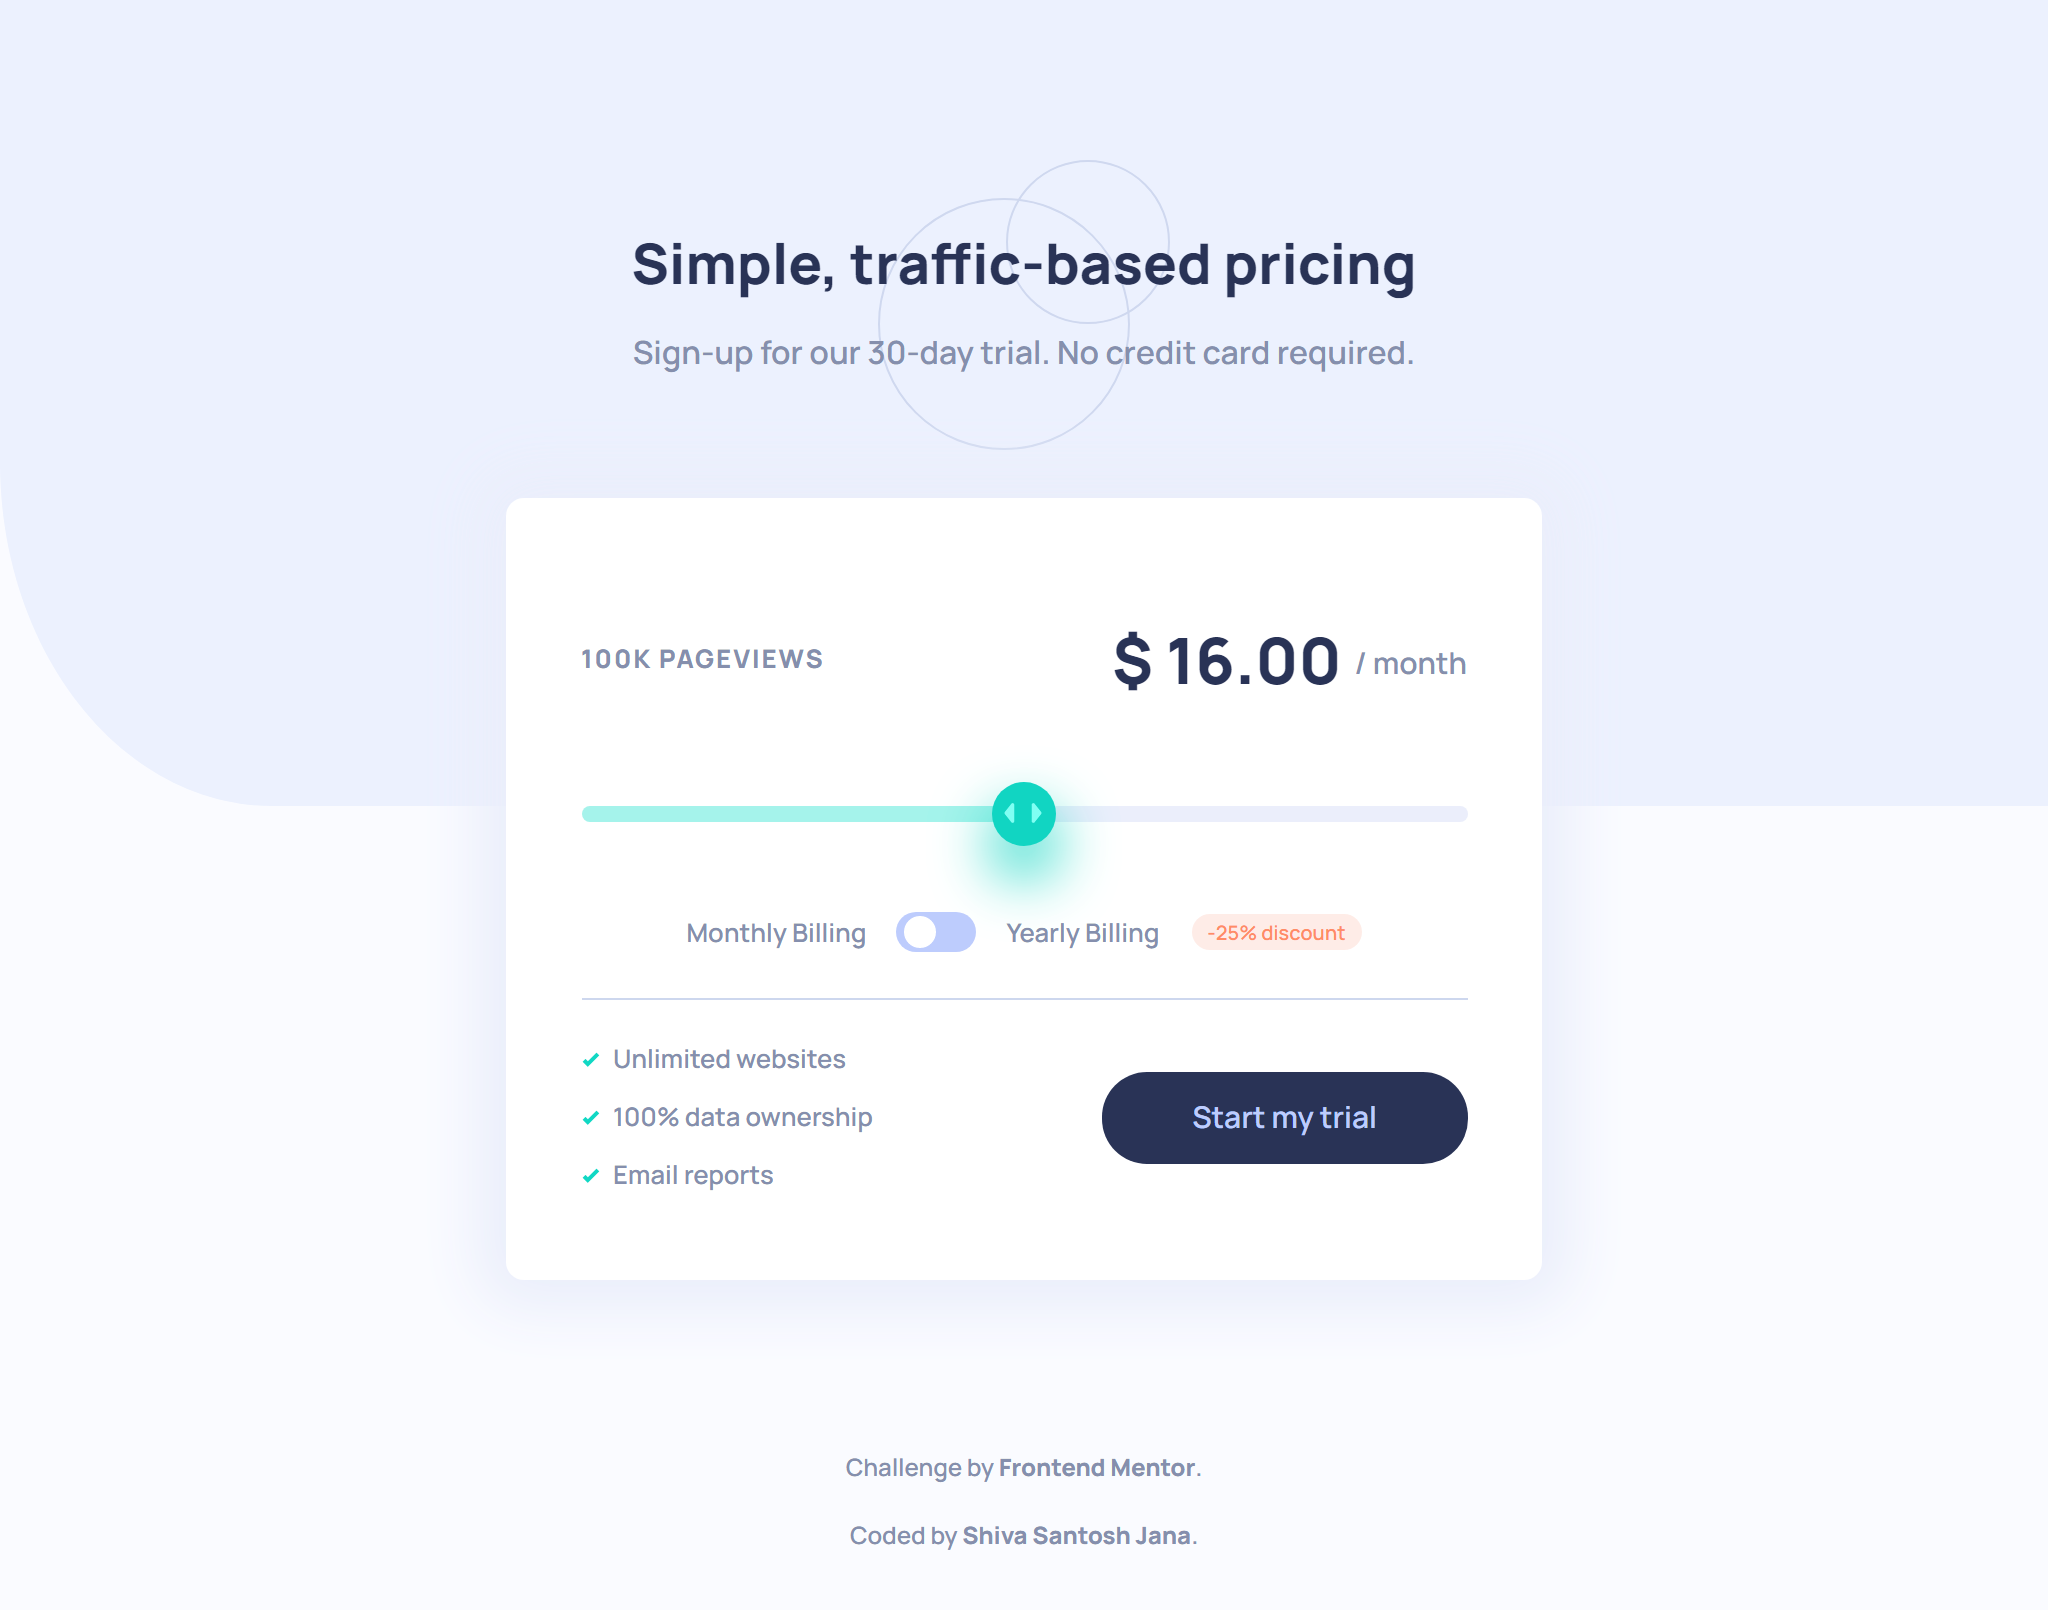 Simple, traffic-based pricing
Sign-up for our 30-day trial. No credit card required.
100K PAGEVIEWS
$ 16.00 / month
Monthly Billing Yearly Billing -25% discount
Unlimited websites
100% data ownership
Email reports
Start my trial
Challenge by Frontend Mentor.
Coded by Shiva Santosh Jana.